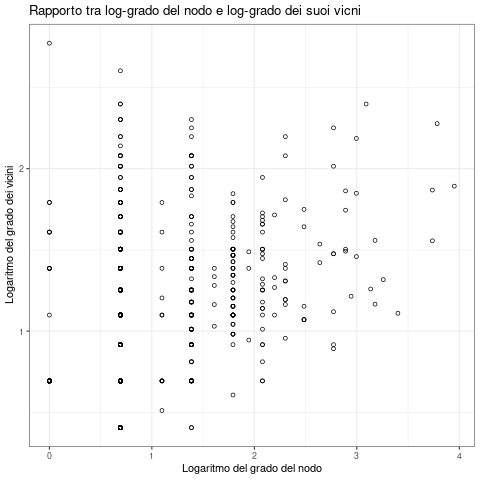 Rapporto tra log-grado del nodo e log-grado dei suoi vicni
Logaritmo del grado dei vicini
2
1
0 1 2 3 4
Logaritmo del grado del nodo